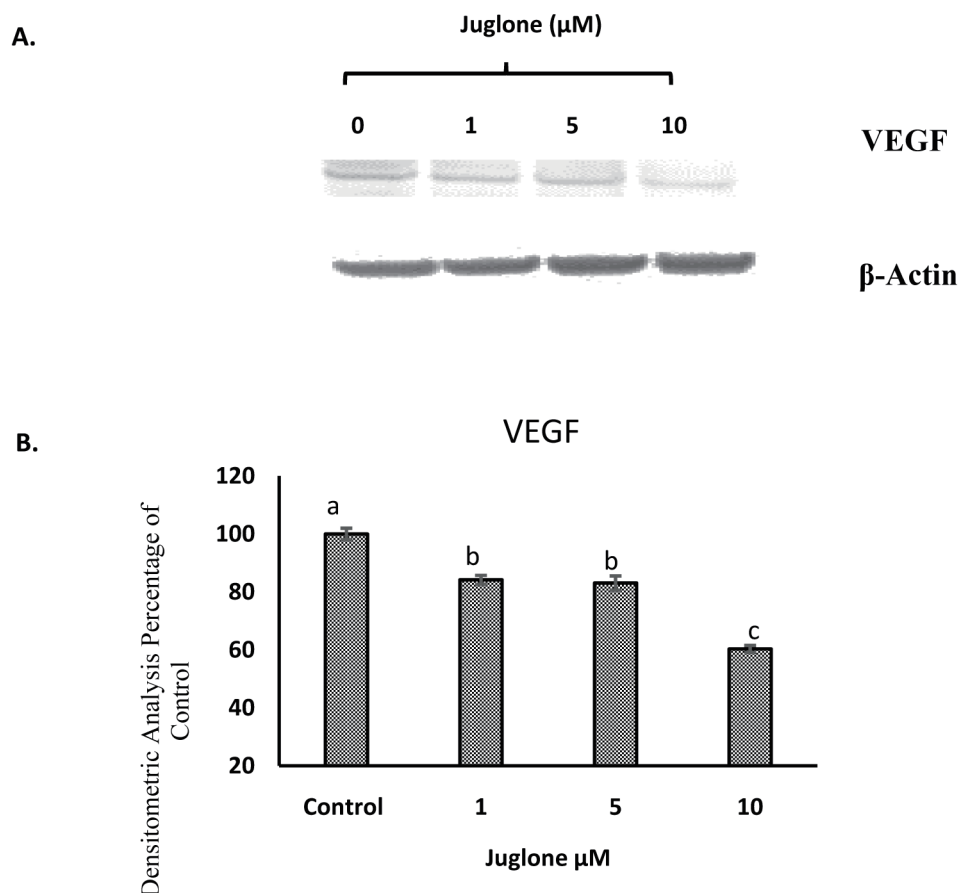 A.
Juglone (µM)
0 1 5 10
VEGF
β-Actin
B.
VEGF
Densitometric Analysis Percentage of
Control
120
100
80
60
40
20
a
b
b
c
Control 1 5 10
Juglone µM